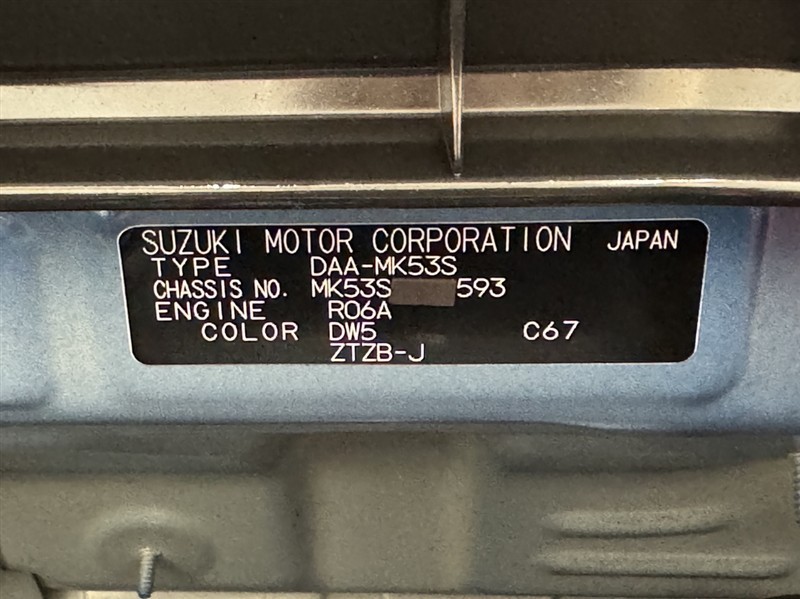 SUZUKI MOTOR CORPORATION JAPAN
TYPE DAA-MK53S
CHASSIS NO. MK53S 593
ENGINE R06A
COLOR DW5 C67
ZTZB-J